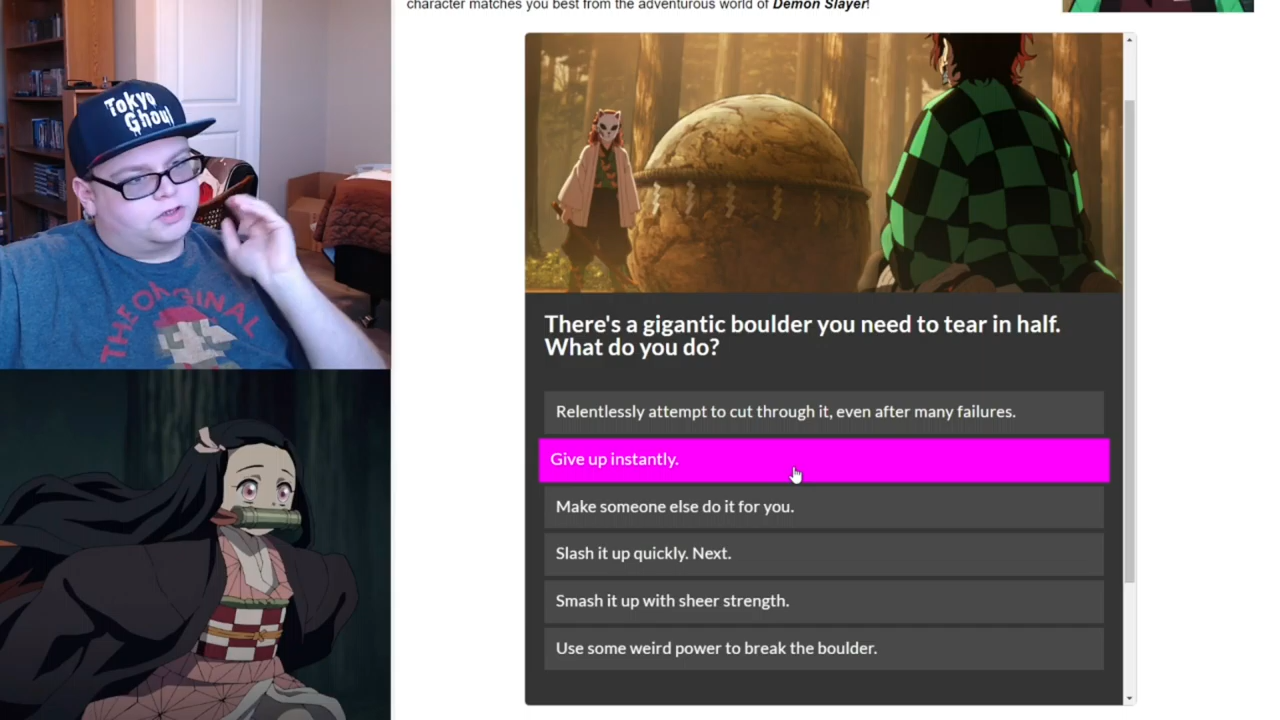 character matches you best from the adventurous world of Demon Slayer!
TOKYO
GHOUL
THE ORIGINAL
There's a gigantic boulder you need to tear in half.
What do you do?
Relentlessly attempt to cut through it, even after many failures.
Give up instantly.
Make someone else do it for you.
Slash it up quickly. Next.
Smash it up with sheer strength.
Use some weird power to break the boulder.